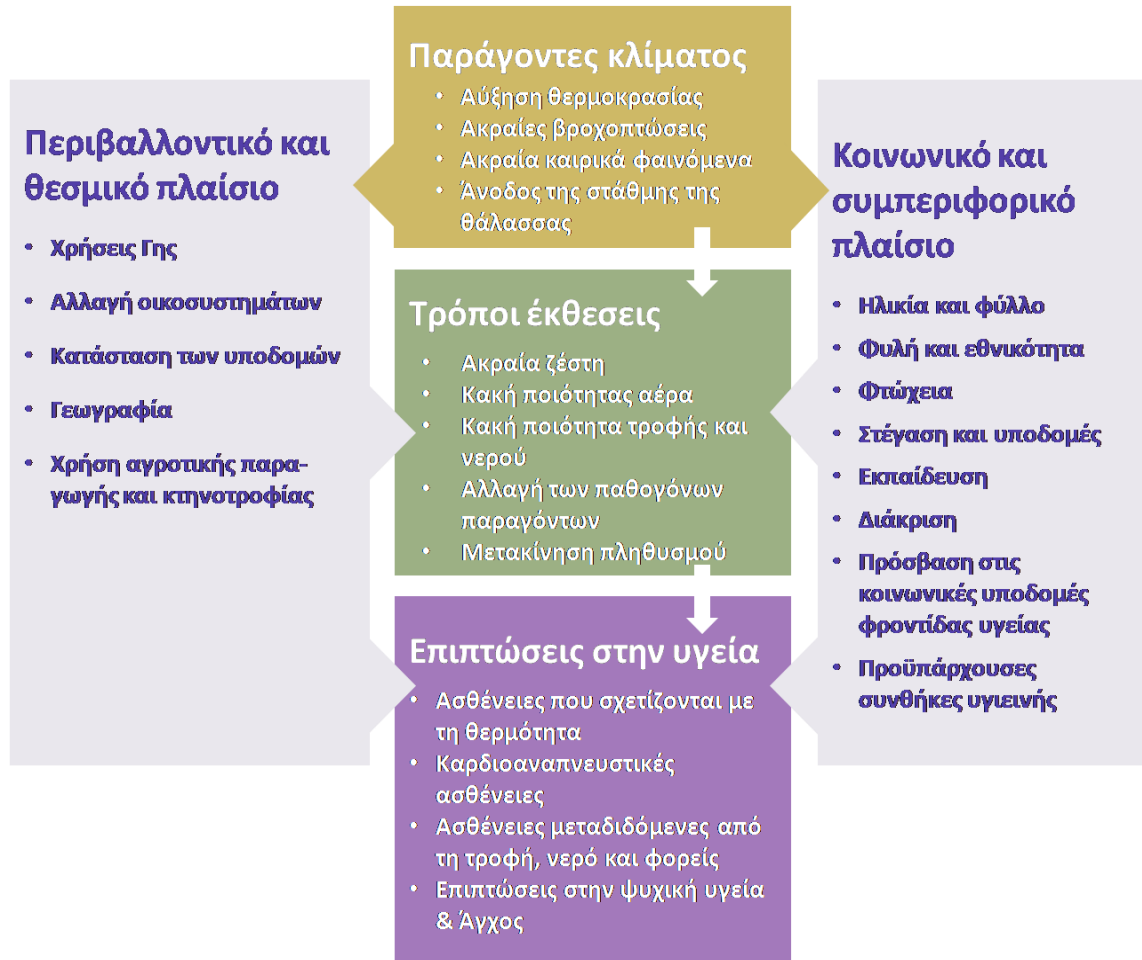 Παράγοντες κλίματος
• Αύξηση θερμοκρασίας
• Ακραίες βροχοπτώσεις
• Ακραία καιρικά φαινόμενα
• Άνοδος της στάθμης της
θάλασσας
Περιβαλλοντικό και
θεσμικό πλαίσιο
• Χρήσεις Γης
• Αλλαγή οικοσυστημάτων
• Κατάσταση των υποδομών
• Γεωγραφία
• Χρήση αγροτικής παρα-
γωγής και κτηνοτροφίας
Τρόποι έκθεσεις
• Ακραία ζέστη
• Κακή ποιότητας αέρα
• Κακή ποιότητα τροφής και
νερού
• Αλλαγή των παθογόνων
παραγόντων
• Μετακίνηση πληθυσμού
Επιπτώσεις στην υγεία
• Ασθένειες που σχετίζονται με
τη θερμότητα
• Καρδιοαναπνευστικές
ασθένειες
• Ασθένειες μεταδιδόμενες από
τη τροφή, νερό και φορείς
• Επιπτώσεις στην ψυχική υγεία
& Άγχος
Κοινωνικό και
συμπεριφορικό
πλαίσιο
• Ηλικία και φύλλο
• Φυλή και εθνικότητα
• Φτώχεια
• Στέγαση και υποδομές
• Εκπαίδευση
• Διάκριση
• Πρόσβαση στις
κοινωνικές υποδομές
φροντίδας υγείας
• Προϋπάρχουσες
συνθήκες υγιεινής